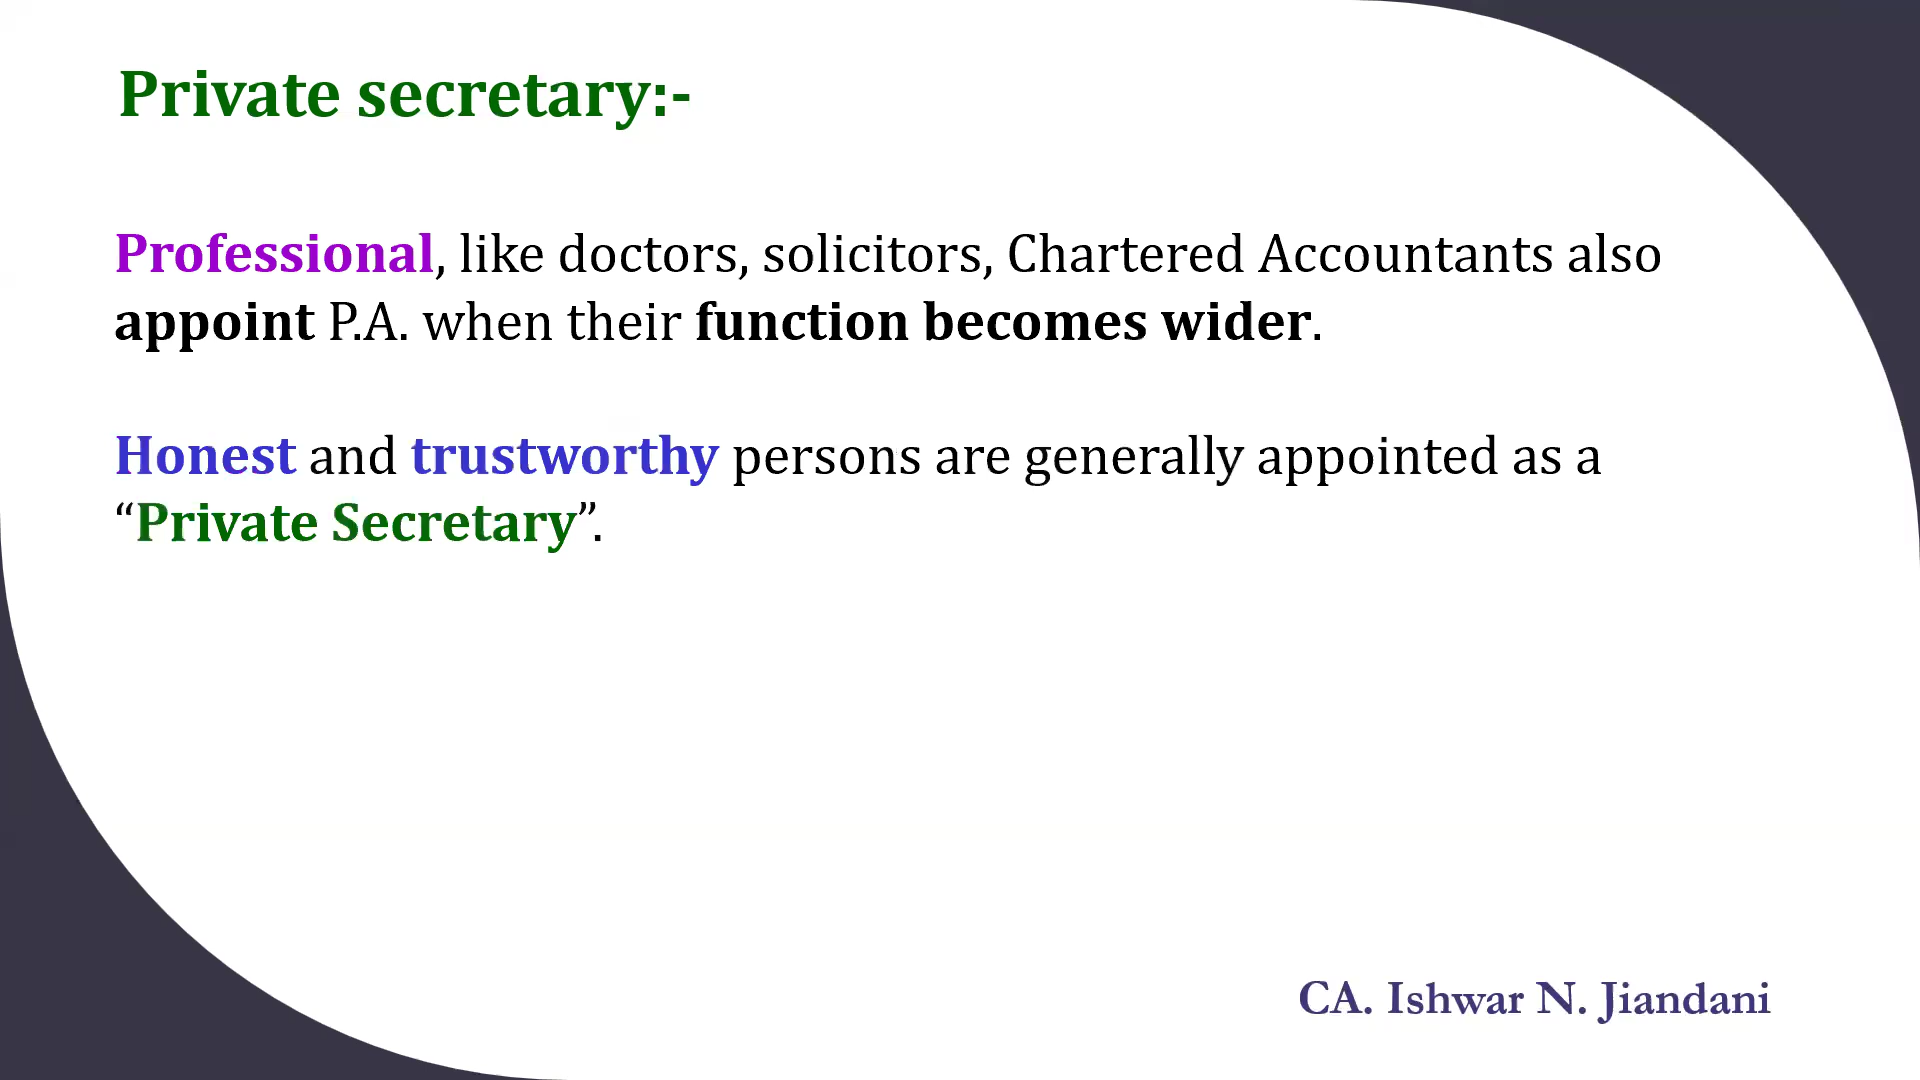 Private secretary:-
Professional, like doctors, solicitors, Chartered Accountants also
appoint P.A. when their function becomes wider.
Honest and trustworthy persons are generally appointed as a
“Private Secretary”.
CA. Ishwar N. Jiandani